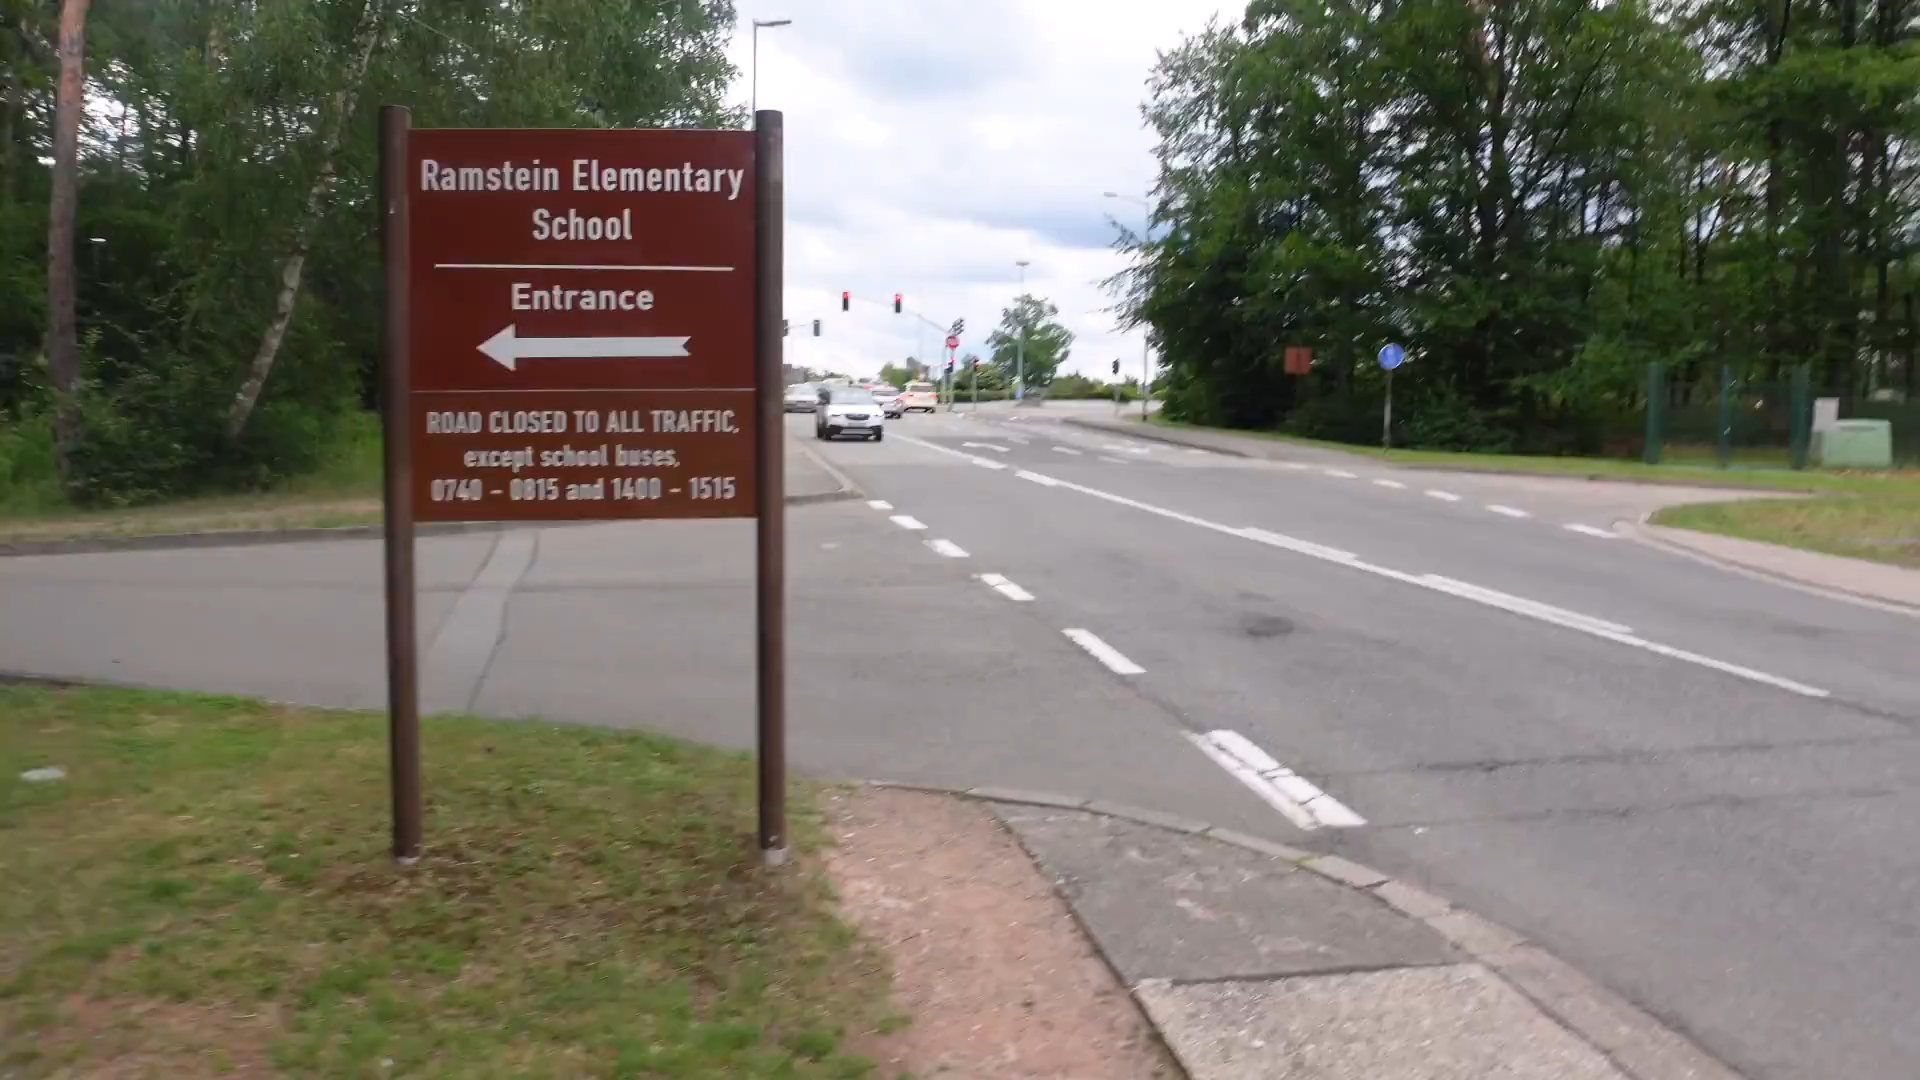 Ramstein Elementary
School
Entrance
ROAD CLOSED TO ALL TRAFFIC,
except school buses,
0740 - 0815 and 1400 - 1515